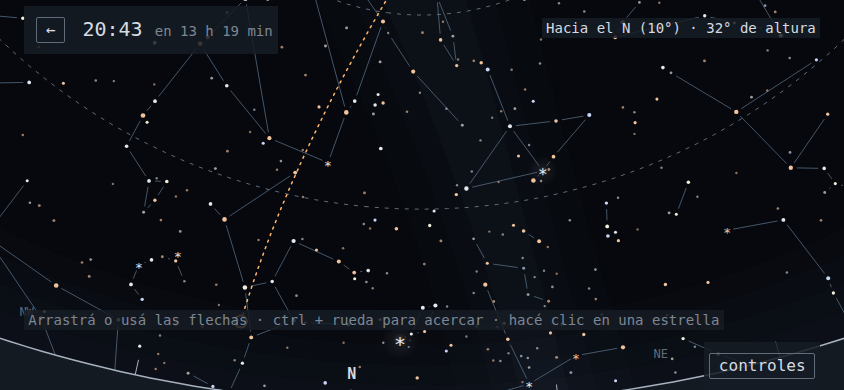 ← 20:43 en 13 h 19 min
Hacia el N (10°) · 32° de altura
Arrastrá o usá las flechas · ctrl + rueda para acercar · hacé clic en una estrella
NE
controles
N